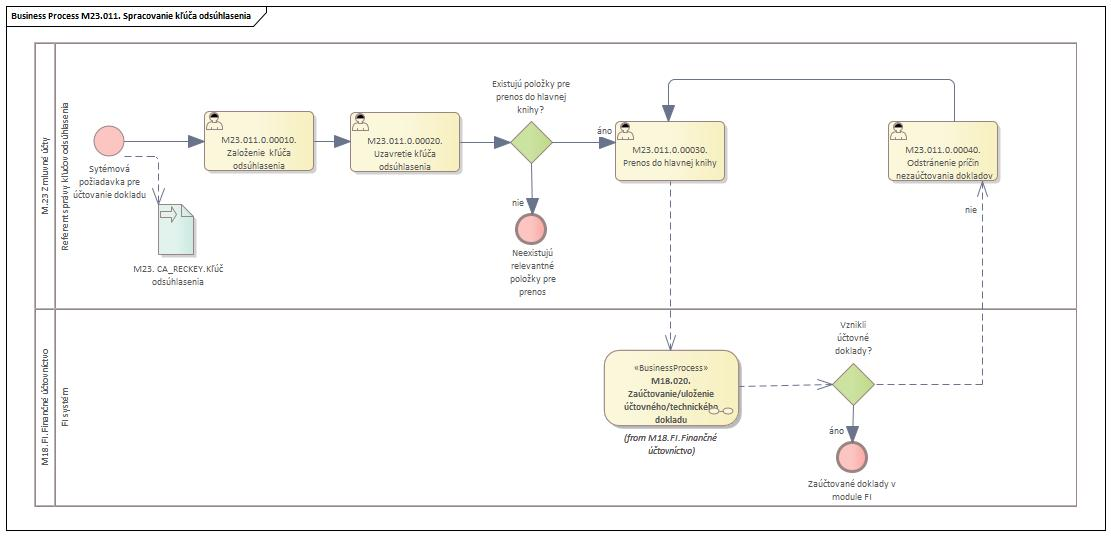 Business Process M23.011. Spracovanie kľúča odsúhlasenia
M.23 Zmluvné účty
Referent správy kľúčov odsúhlasenia
Sytémová
požiadavka pre
účtovanie dokladu
M23. CA_RECKEY.Kľúč
odsúhlasenia
M23.011.0.00010.
Založenie kľúča
odsúhlasenia
M23.011.0.00020.
Uzavretie kľúča
odsúhlasenia
Existujú položky pre
prenos do hlavnej
knihy?
áno
nie
Neexistujú
relevantné
položky pre
prenos
M23.011.0.00030.
Prenos do hlavnej knihy
M23.011.0.00040.
Odstránenie príčin
nezaúčtovania dokladov
nie
M18.FI.Finančné účtovníctvo
FI systém
«BusinessProcess»
M18.020.
Zaúčtovanie/uloženie
účtovného/technického
dokladu
(from M18.FI.Finančné
účtovníctvo)
Vznikli
účtovné
doklady?
áno
Zaúčtované doklady v
module FI